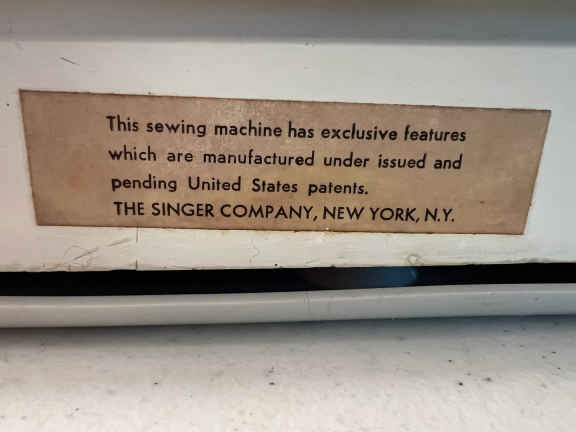 This sewing machine has exclusive features
which are manufactured under issued and
pending United States patents.
THE SINGER COMPANY, NEW YORK, N.Y.